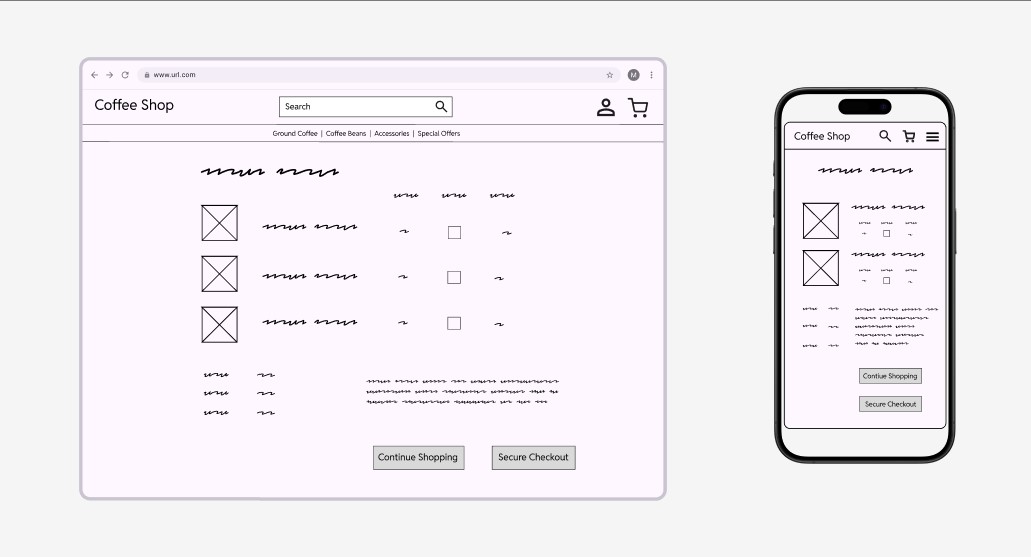 www.url.com
M
Coffee Shop
Search
Ground Coffee | Coffee Beans | Accessories | Special Offers
Continue Shopping
Secure Checkout
Coffee Shop
Contiue Shopping
Secure Checkout